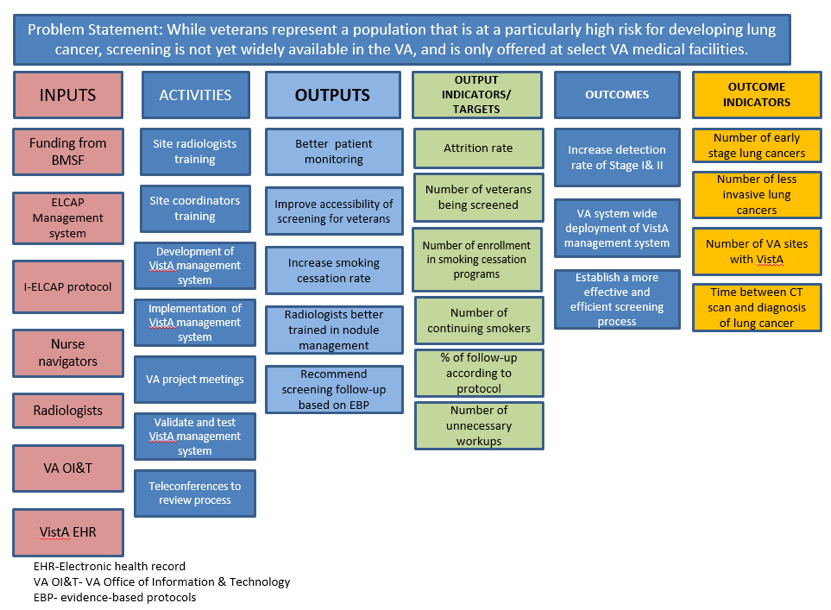 Problem Statement: While veterans represent a population that is at a particularly high risk for developing lung
cancer, screening is not yet widely available in the VA, and is only offered at select VA medical facilities.
INPUTS
Funding from
BMSF
ELCAP
Management
system
I-ELCAP protocol
Nurse
navigators
Radiologists
VA OI&T
VistA EHR
ACTIVITIES
Site radiologists
training
Site coordinators
training
Development of
VistA management
system
Implementation of
VistA management
system
VA project meetings
Validate and test
VistA management
system
Teleconferences to
review process
OUTPUTS
Better patient
monitoring
Improve accessibility of
screening for veterans
Increase smoking
cessation rate
Radiologists better
trained in nodule
management
Recommend
screening follow-up
based on EBP
OUTPUT
INDICATORS/
TARGETS
Attrition rate
Number of veterans
being screened
Number of enrollment
in smoking cessation
programs
Number of
continuing smokers
% of follow-up
according to
protocol
Number of
unnecessary
workups
OUTCOMES
Increase detection
rate of Stage I& II
VA system wide
deployment of VistA
management system
Establish a more
effective and
efficient screening
process
OUTCOME
INDICATORS
Number of early
stage lung cancers
Number of less
invasive lung
cancers
Number of VA sites
with VistA
Time between CT
scan and diagnosis
of lung cancer
EHR-Electronic health record
VA OI&T- VA Office of Information & Technology
EBP- evidence-based protocols